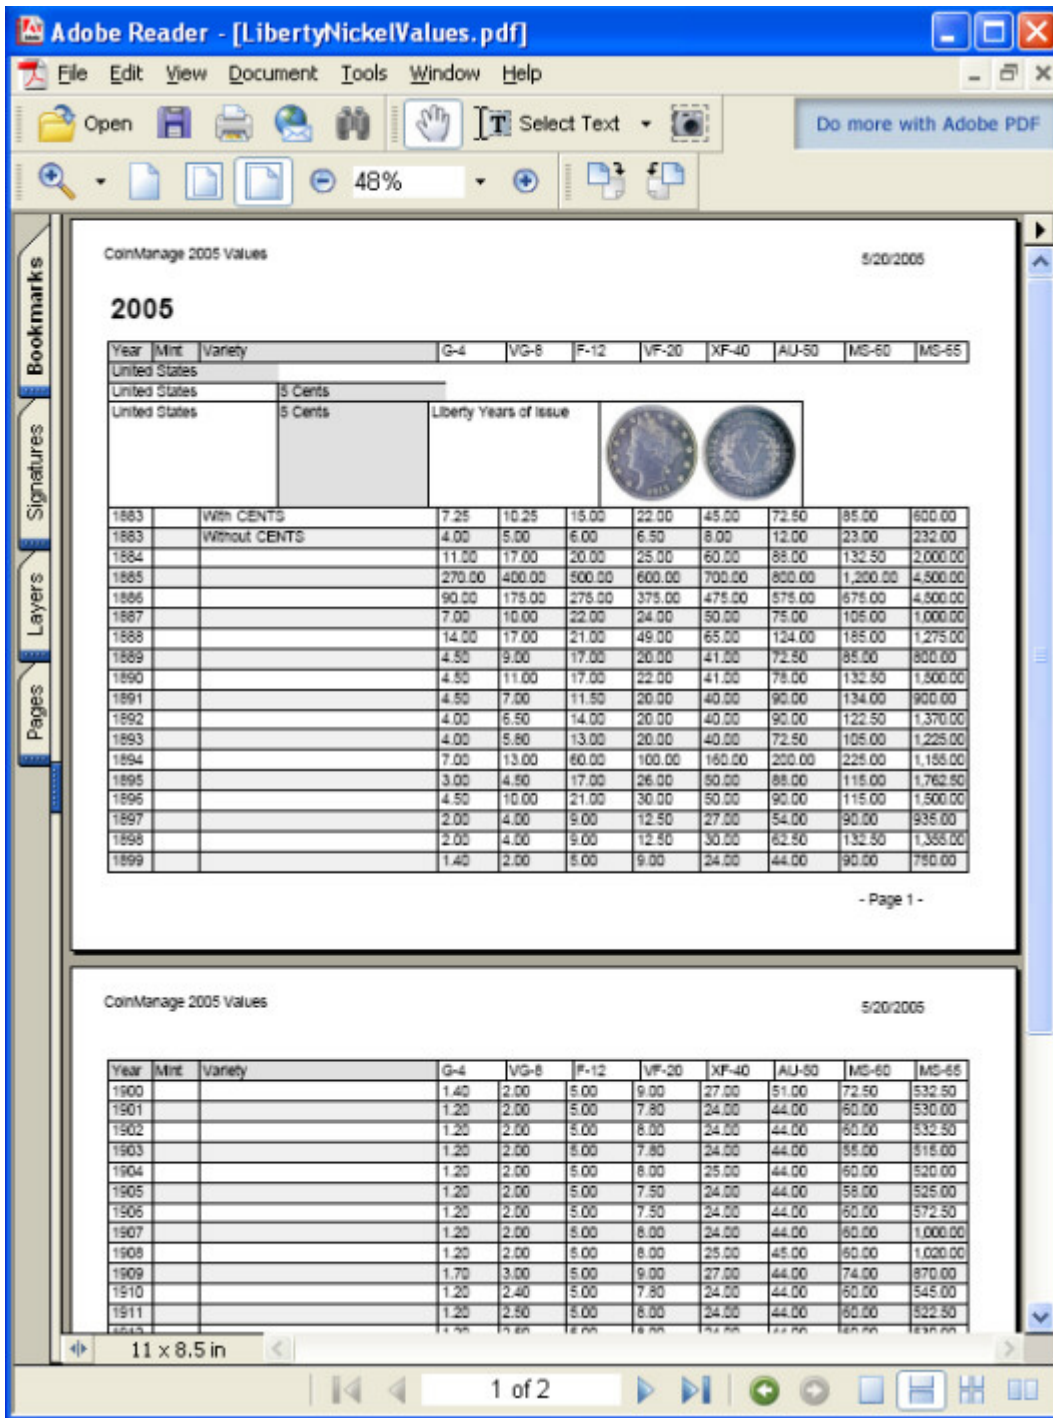 Adobe Reader - [LibertyNickelValues.pdf]
File Edit View Document Tools Window Help
Open Select Text Do more with Adobe PDF
48%
Bookmarks
Signatures
Layers
Pages
CoinManage 2005 Values 5/20/2005
2005
Year Mint Variety G-4 VG-8 F-12 VF-20 XF-40 AU-50 MS-60 MS-65
United States
United States 5 Cents
United States 5 Cents Liberty Years of Issue
1883 With CENTS 7.25 10.25 15.00 22.00 45.00 72.50 85.00 600.00
1883 Without CENTS 4.00 5.00 6.00 6.50 8.00 12.00 23.00 232.00
1884 11.00 17.00 20.00 25.00 60.00 88.00 132.50 2,000.00
1885 270.00 400.00 500.00 600.00 700.00 800.00 1,200.00 4,500.00
1886 90.00 175.00 275.00 375.00 475.00 575.00 675.00 4,500.00
1887 7.00 10.00 22.00 24.00 50.00 75.00 105.00 1,000.00
1888 14.00 17.00 21.00 49.00 65.00 124.00 185.00 1,275.00
1889 4.50 9.00 17.00 20.00 41.00 72.50 85.00 800.00
1890 4.50 11.00 17.00 22.00 41.00 78.00 132.50 1,500.00
1891 4.50 7.00 11.50 20.00 40.00 90.00 134.00 900.00
1892 4.00 6.50 14.00 20.00 40.00 90.00 122.50 1,370.00
1893 4.00 5.80 13.00 20.00 40.00 72.50 105.00 1,225.00
1894 7.00 13.00 60.00 100.00 160.00 200.00 225.00 1,155.00
1895 3.00 4.50 17.00 26.00 50.00 88.00 115.00 1,762.50
1896 4.50 10.00 21.00 30.00 50.00 90.00 115.00 1,500.00
1897 2.00 4.00 9.00 12.50 27.00 54.00 90.00 935.00
1898 2.00 4.00 9.00 12.50 30.00 62.50 132.50 1,355.00
1899 1.40 2.00 5.00 9.00 24.00 44.00 90.00 750.00
- Page 1 -
CoinManage 2005 Values 5/20/2005
Year Mint Variety G-4 VG-8 F-12 VF-20 XF-40 AU-50 MS-60 MS-65
1900 1.40 2.00 5.00 9.00 27.00 51.00 72.50 532.50
1901 1.20 2.00 5.00 7.80 24.00 44.00 60.00 530.00
1902 1.20 2.00 5.00 8.00 24.00 44.00 60.00 532.50
1903 1.20 2.00 5.00 7.80 24.00 44.00 55.00 515.00
1904 1.20 2.00 5.00 8.00 25.00 44.00 60.00 520.00
1905 1.20 2.00 5.00 7.50 24.00 44.00 58.00 525.00
1906 1.20 2.00 5.00 7.50 24.00 44.00 60.00 572.50
1907 1.20 2.00 5.00 8.00 24.00 44.00 60.00 1,000.00
1908 1.20 2.00 5.00 8.00 25.00 45.00 60.00 1,020.00
1909 1.70 3.00 5.00 9.00 27.00 44.00 74.00 870.00
1910 1.20 2.40 5.00 7.80 24.00 44.00 60.00 545.00
1911 1.20 2.50 5.00 8.00 24.00 44.00 60.00 522.50
11 x 8.5 in
1 of 2